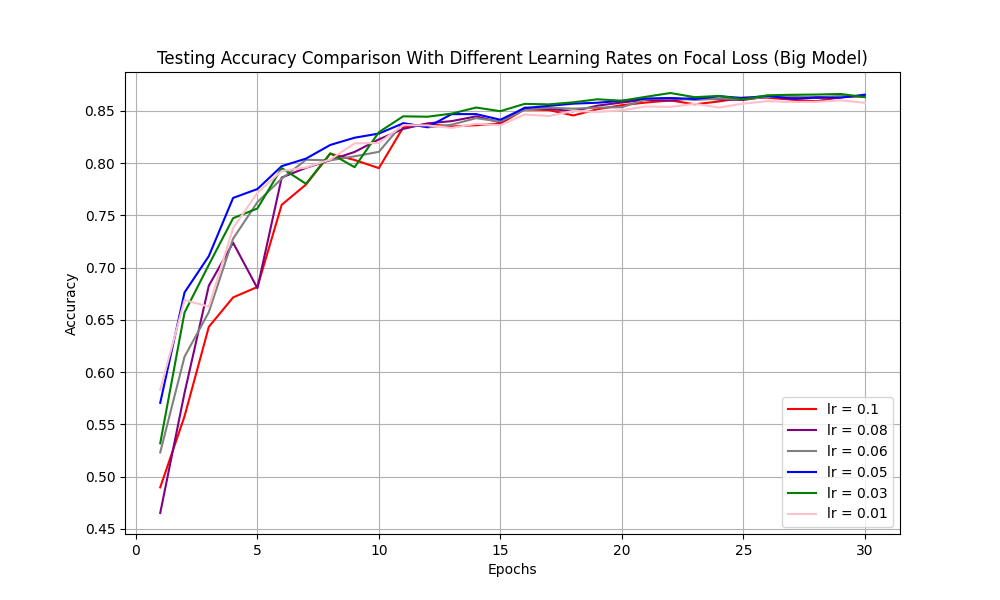 Testing Accuracy Comparison With Different Learning Rates on Focal Loss (Big Model)
Accuracy
0.85
0.80
0.75
0.70
0.65
0.60
0.55
0.50
0.45
0
5
10
15
20
25
30
Epochs
lr = 0.1
lr = 0.08
lr = 0.06
lr = 0.05
lr = 0.03
lr = 0.01